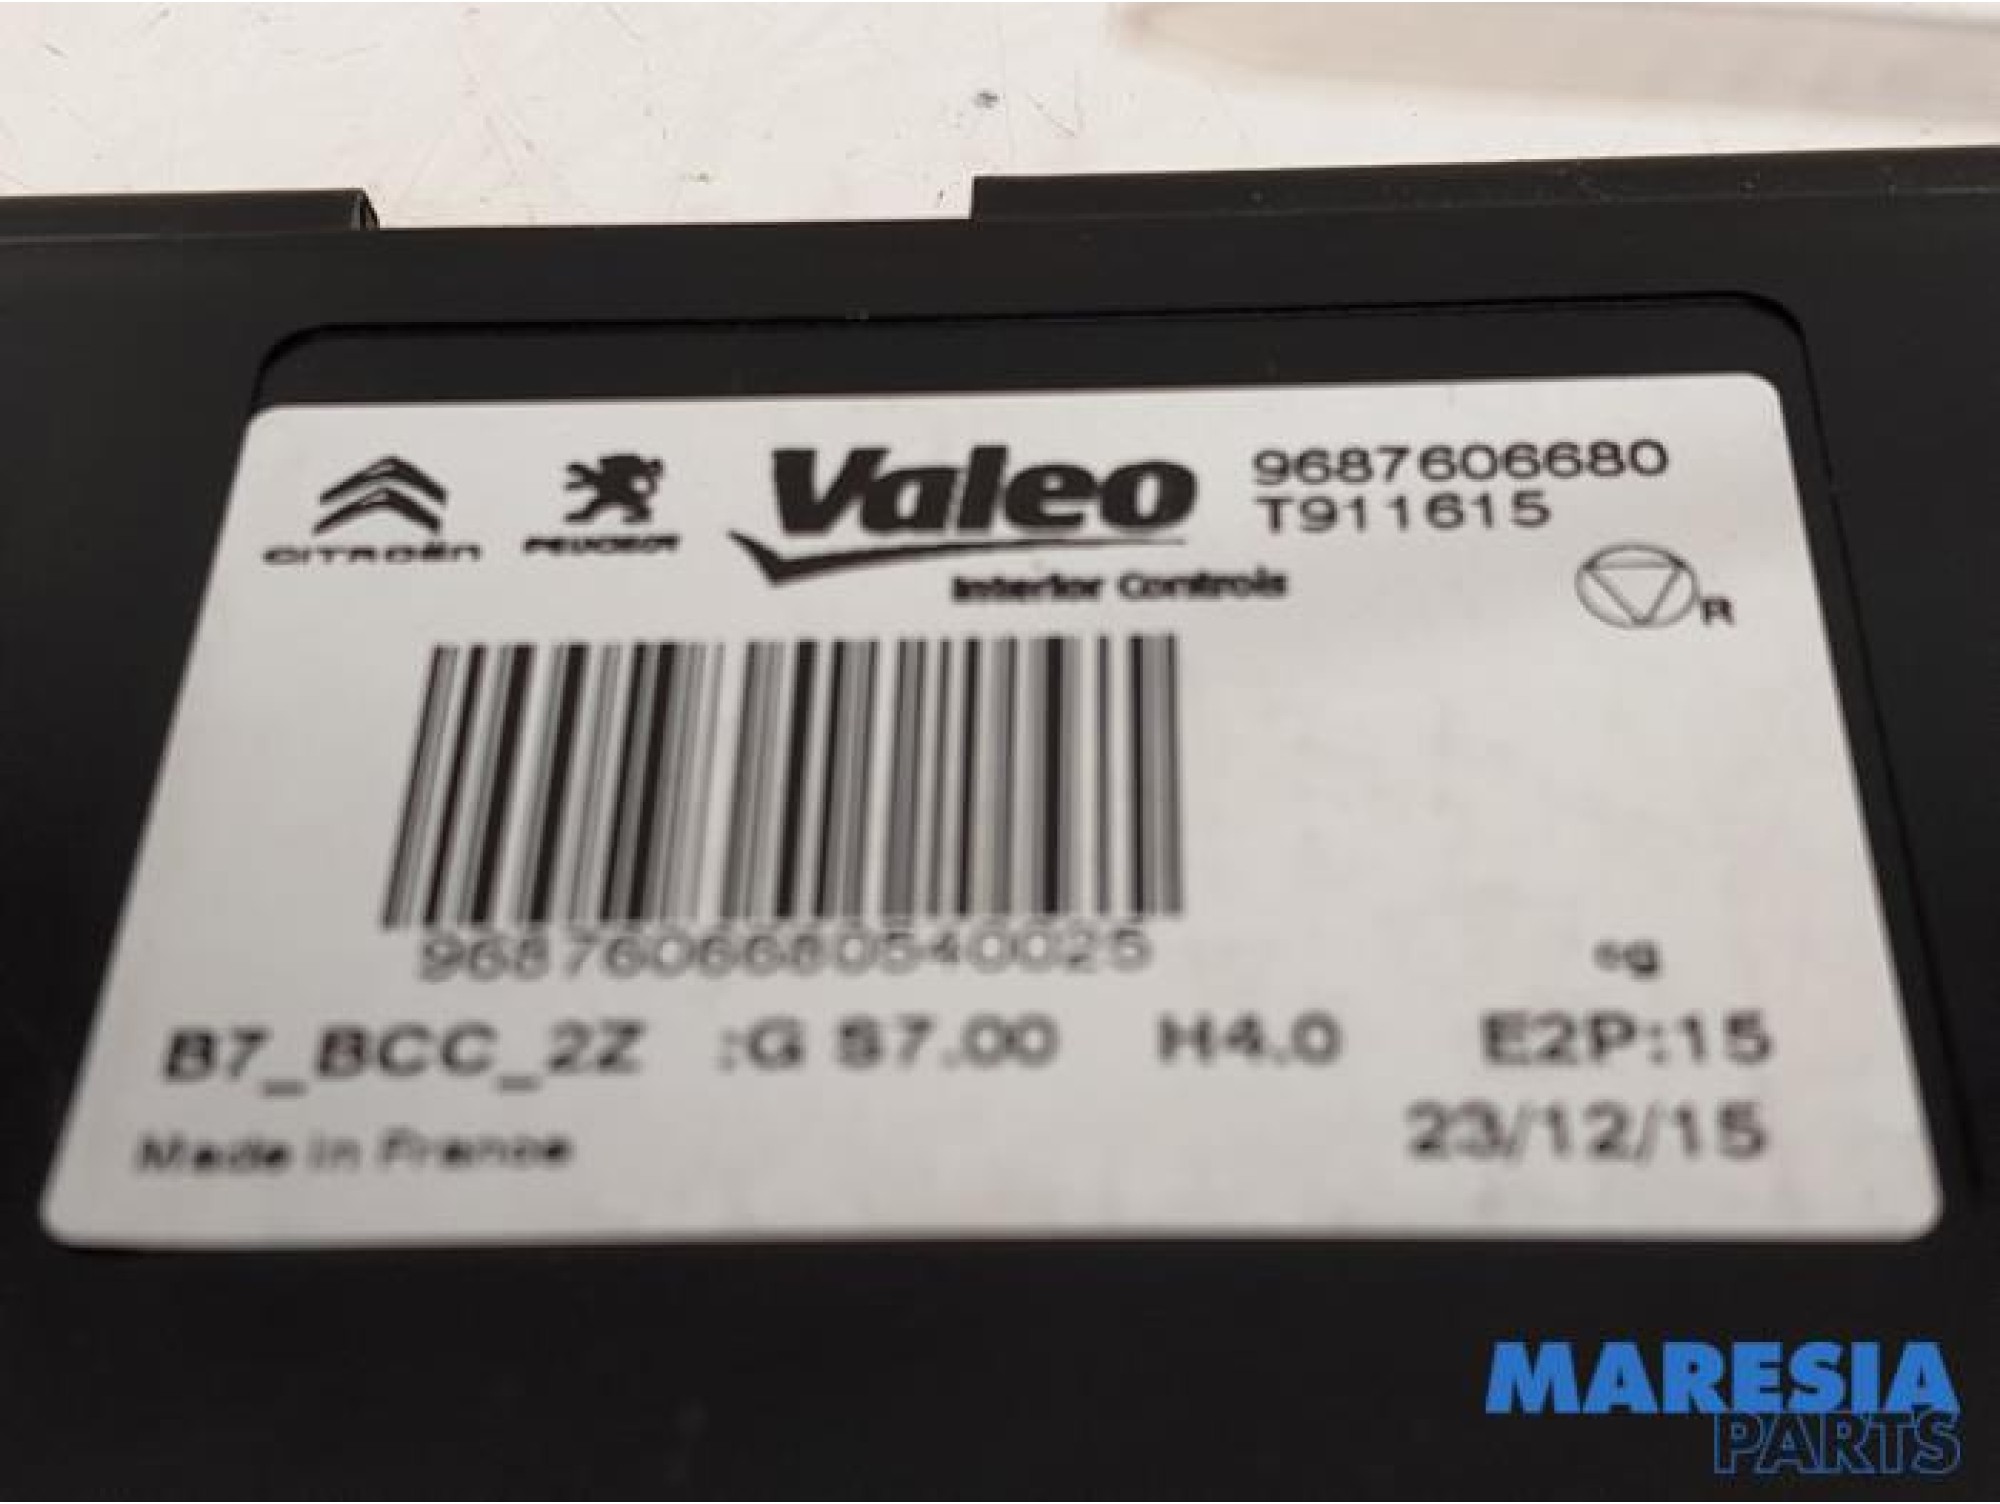 CITROËN PEUGEOT Valeo 9687606680
T911615
Interior Controls
R
9687606680540025
B7_BCC_2Z :G S7.00 H4.0 E2P:15
Made in France 23/12/15
MARESIA
PARTS